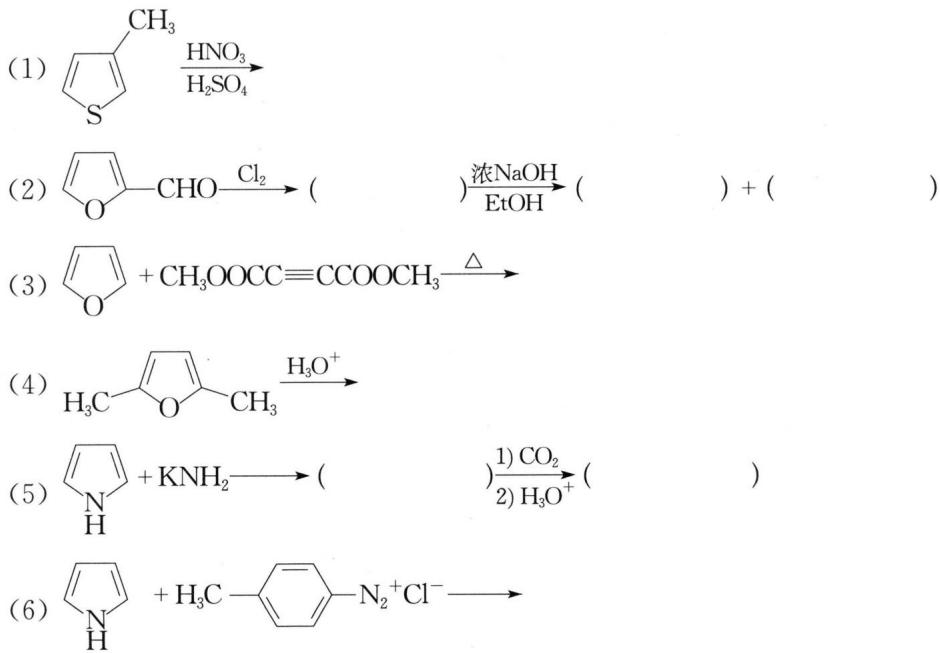 (1) CH₃ S HNO₃ H₂SO₄
(2) O CHO Cl₂ ( ) 浓NaOH EtOH ( ) + ( )
(3) O + CH₃OOCC≡CCOOCH₃ △
(4) H₃C O CH₃ H₃O⁺
(5) N H + KNH₂ ( ) 1) CO₂ 2) H₃O⁺ ( )
(6) N H + H₃C N₂⁺Cl⁻